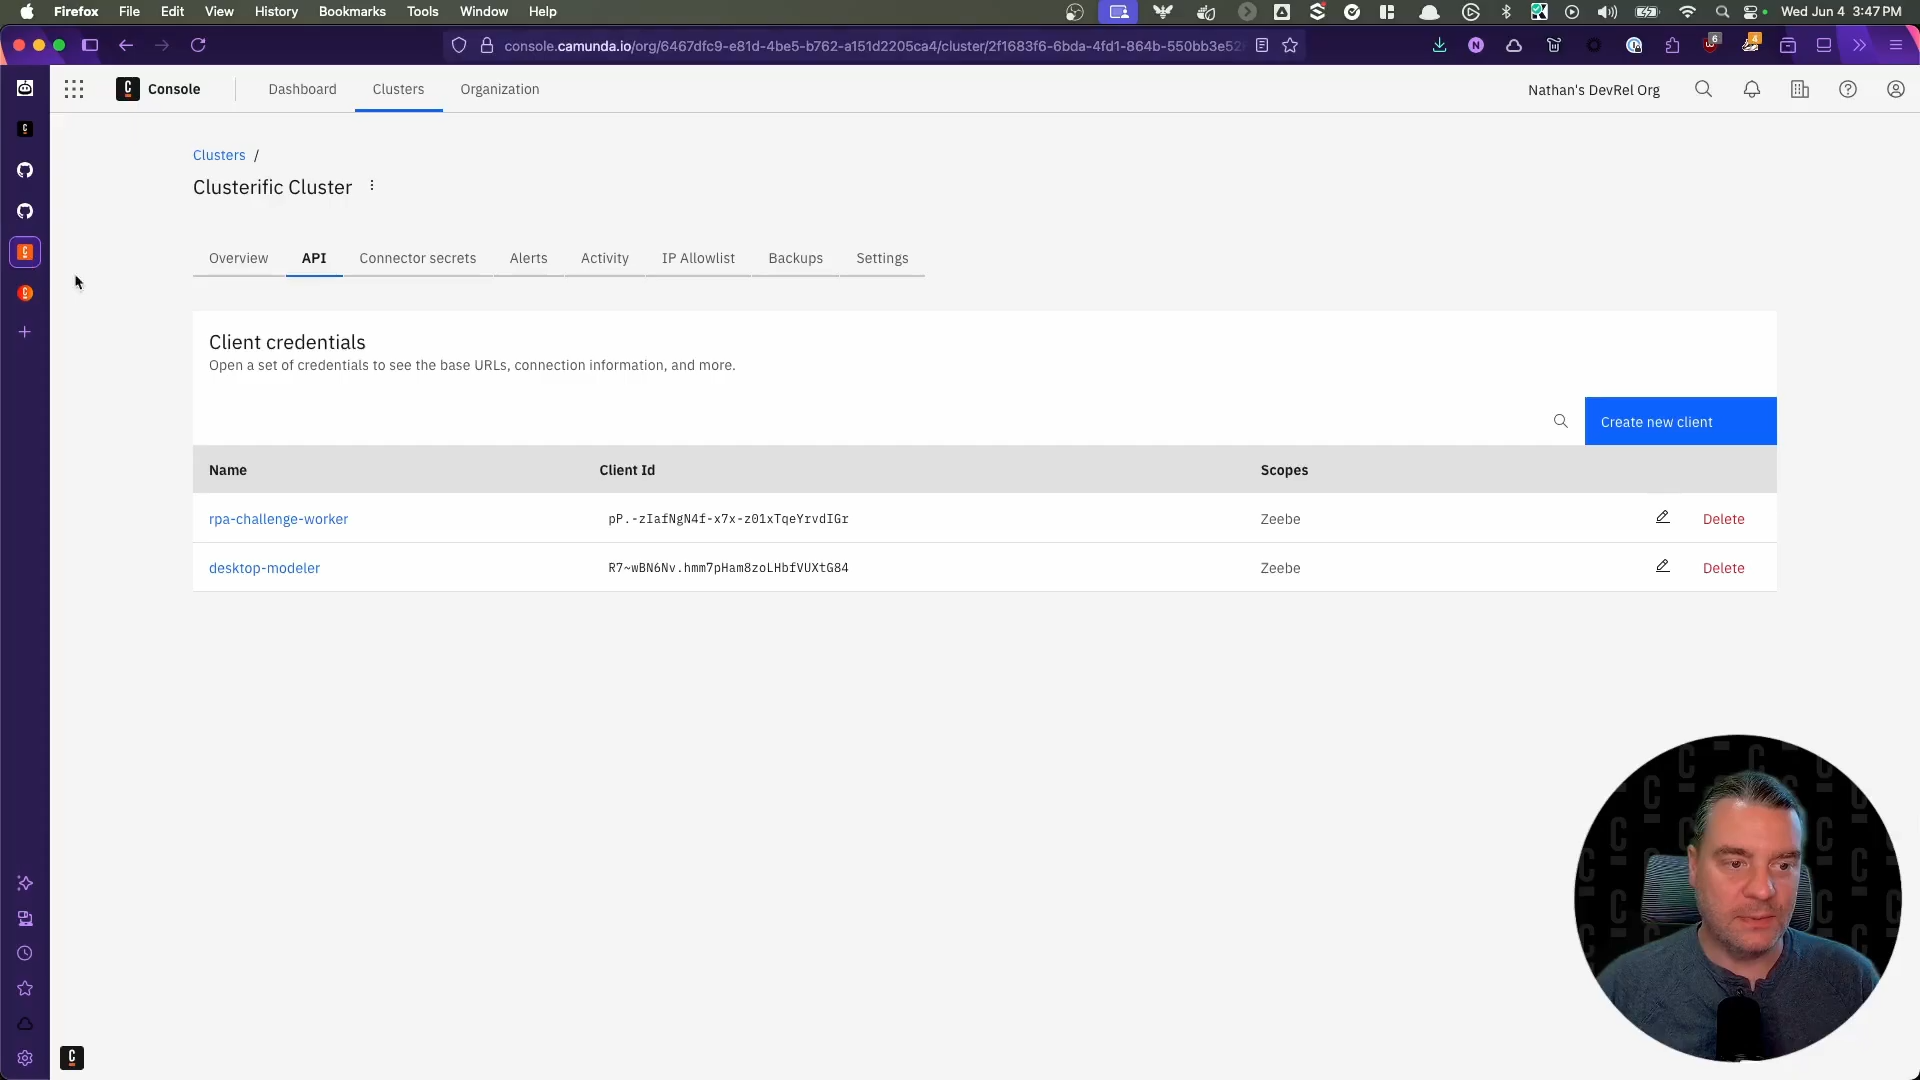 Firefox File Edit View History Bookmarks Tools Window Help Wed Jun 4 3:47 PM
console.camunda.io/org/6467dfc9-e81d-4be5-b762-a151d2205ca4/cluster/2f1683f6-6bda-4fd1-864b-550bb3e52
N 6 4
Console Dashboard Clusters Organization Nathan's DevRel Org
Clusters /
Clusterific Cluster
Overview API Connector secrets Alerts Activity IP Allowlist Backups Settings
Client credentials
Open a set of credentials to see the base URLs, connection information, and more.
Create new client
Name Client Id Scopes
rpa-challenge-worker pP.-zIafNgN4f-x7x-z01xTqeYrvdIGr Zeebe Delete
desktop-modeler R7~wBN6Nv.hmm7pHam8zoLHbfVUXtG84 Zeebe Delete